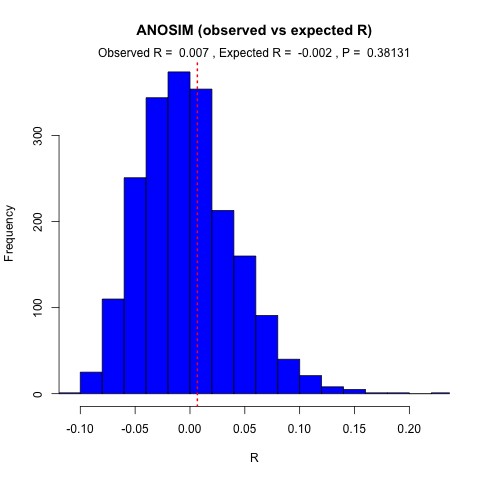 ANOSIM (observed vs expected R)
Observed R =  0.007 , Expected R =  -0.002 , P =  0.38131
Frequency
300
200
100
0
-0.10 -0.05 0.00 0.05 0.10 0.15 0.20
R